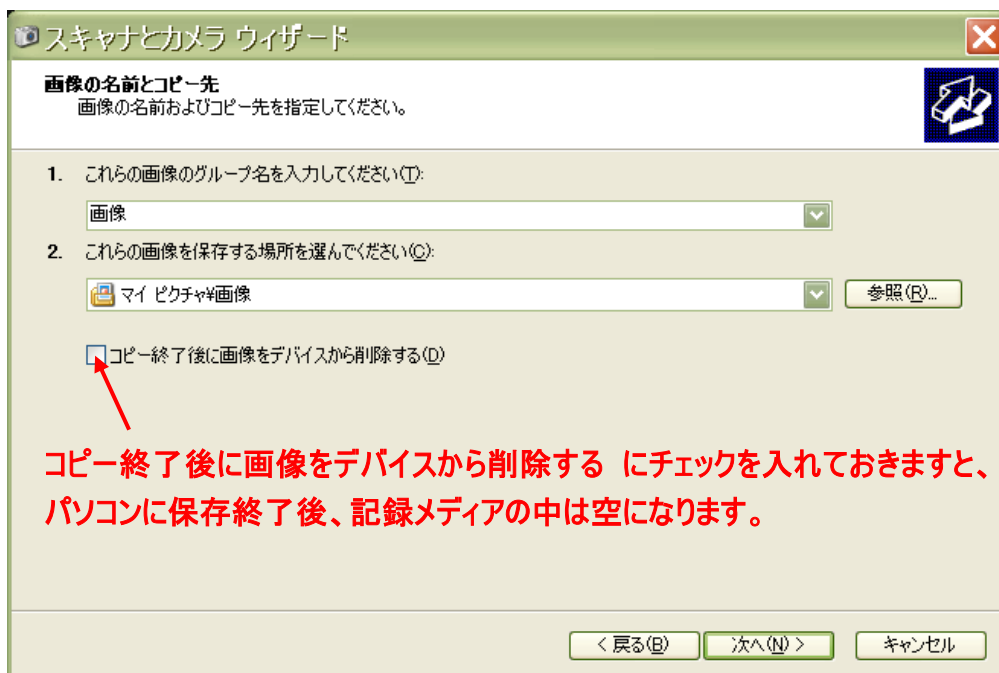 スキャナとカメラ ウィザード
画像の名前とコピー先
画像の名前およびコピー先を指定してください。
1. これらの画像のグループ名を入力してください(T):
画像
2. これらの画像を保存する場所を選んでください(C):
マイ ピクチャ¥画像
参照(R)...
コピー終了後に画像をデバイスから削除する(D)
コピー終了後に画像をデバイスから削除する にチェックを入れておきますと、
パソコンに保存終了後、記録メディアの中は空になります。
< 戻る(B) 次へ(N) > キャンセル